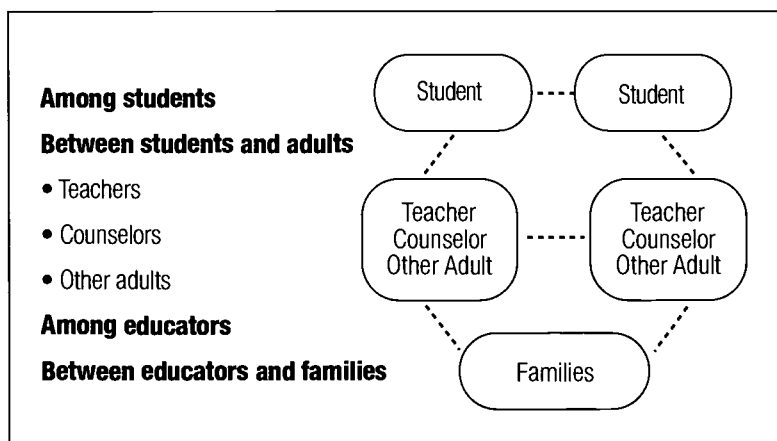 Among students
Between students and adults
• Teachers
• Counselors
• Other adults
Among educators
Between educators and families
Student
Student
Teacher
Counselor
Other Adult
Teacher
Counselor
Other Adult
Families